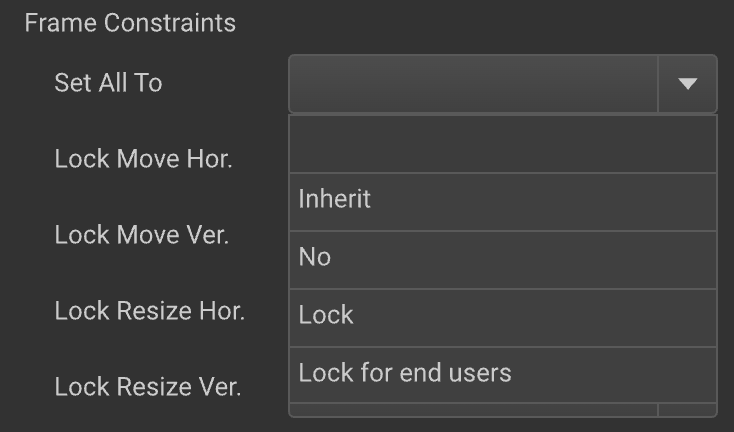 Frame Constraints
Set All To
Lock Move Hor.
Inherit
Lock Move Ver.
No
Lock Resize Hor.
Lock
Lock Resize Ver.
Lock for end users